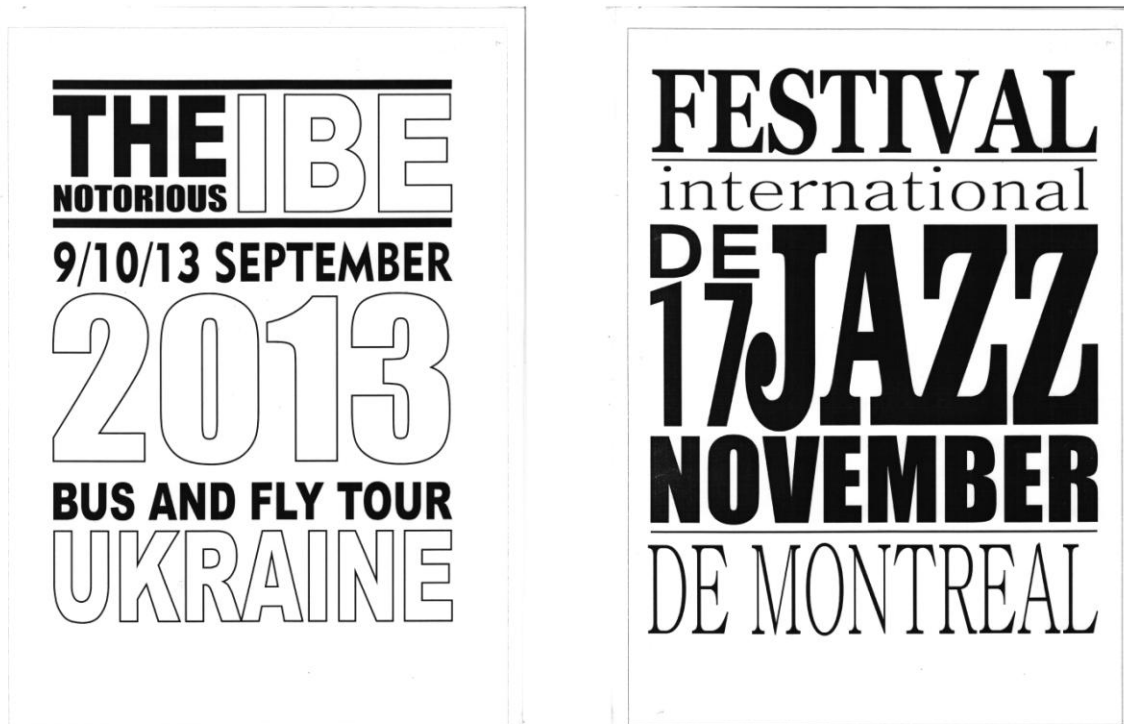 THE IBE
NOTORIOUS
9/10/13 SEPTEMBER
2013
BUS AND FLY TOUR
UKRAINE
FESTIVAL
international
DE JAZZ
17
NOVEMBER
DE MONTREAL